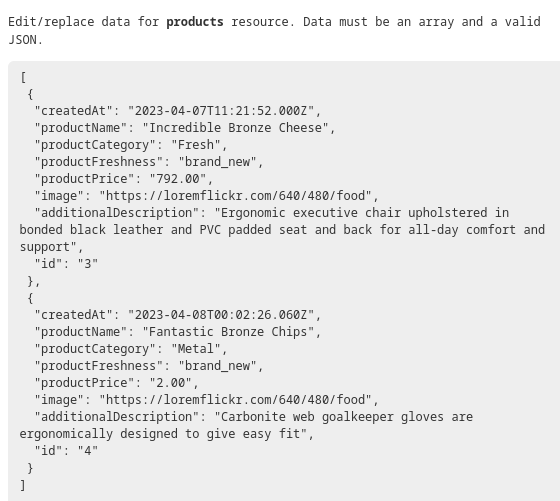 Edit/replace data for products resource. Data must be an array and a valid
JSON.
[
 {
  "createdAt": "2023-04-07T11:21:52.000Z",
  "productName": "Incredible Bronze Cheese",
  "productCategory": "Fresh",
  "productFreshness": "brand_new",
  "productPrice": "792.00",
  "image": "https://loremflickr.com/640/480/food",
  "additionalDescription": "Ergonomic executive chair upholstered in
bonded black leather and PVC padded seat and back for all-day comfort and
support",
  "id": "3"
 },
 {
  "createdAt": "2023-04-08T00:02:26.060Z",
  "productName": "Fantastic Bronze Chips",
  "productCategory": "Metal",
  "productFreshness": "brand_new",
  "productPrice": "2.00",
  "image": "https://loremflickr.com/640/480/food",
  "additionalDescription": "Carbonite web goalkeeper gloves are
ergonomically designed to give easy fit",
  "id": "4"
 }
]